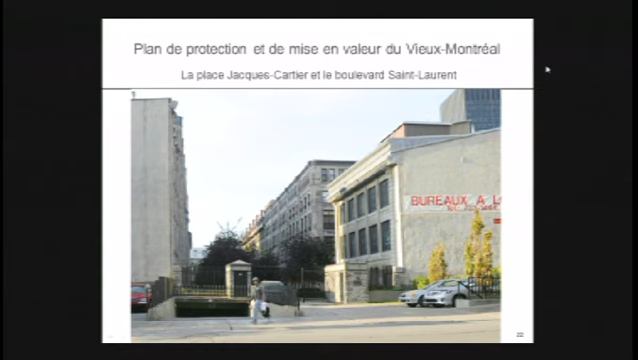 Plan de protection et de mise en valeur du Vieux-Montréal
La place Jacques-Cartier et le boulevard Saint-Laurent
BUREAUX A L
22